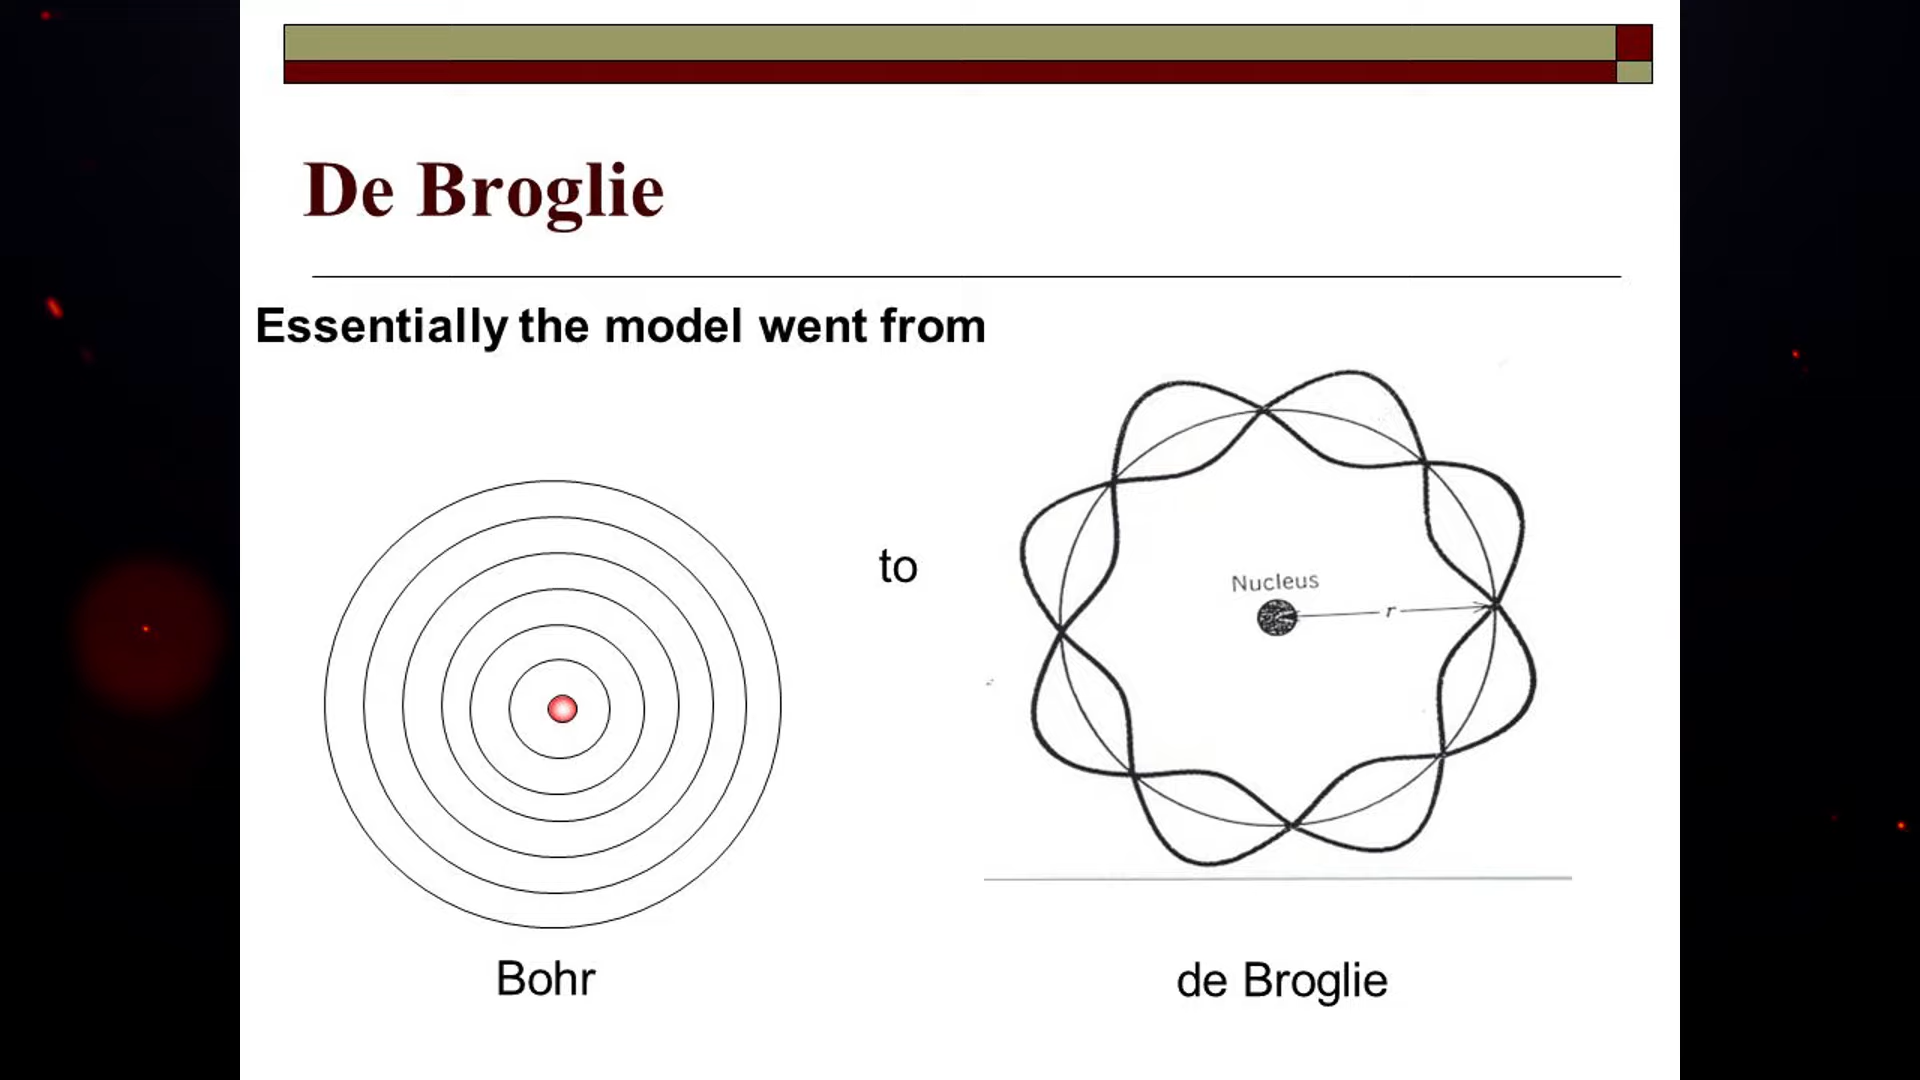 De Broglie
Essentially the model went from
to
Nucleus
r
Bohr
de Broglie